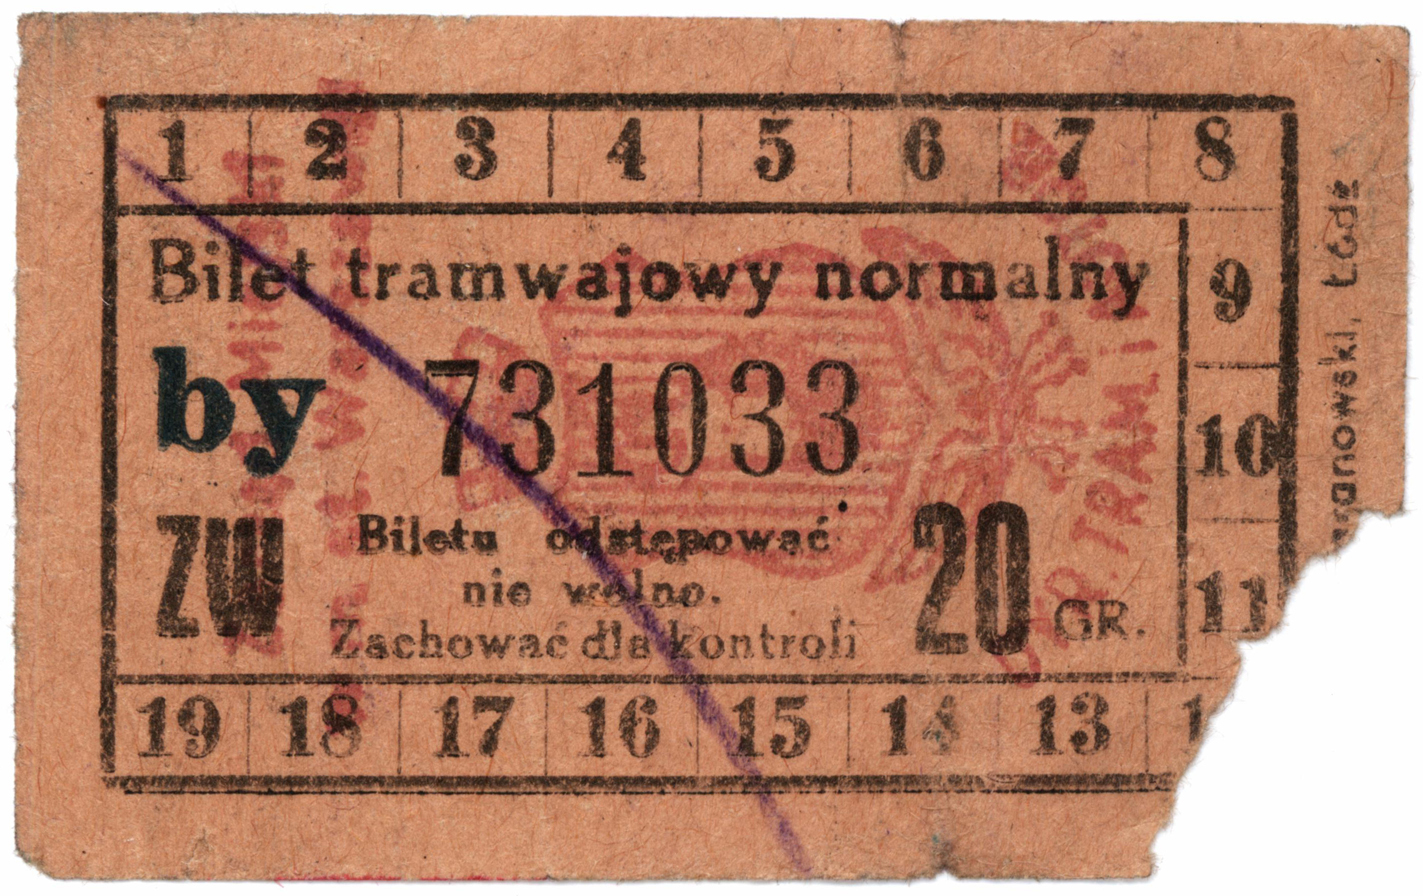 1 2 3 4 5 6 7 8
Bilet tramwajowy normalny
9
by 731033
10
ZW
Biletu odstępować
nie wolno.
Zachować dla kontroli
20 GR.
11
19 18 17 16 15 14 13
Łódź
TRAM. I